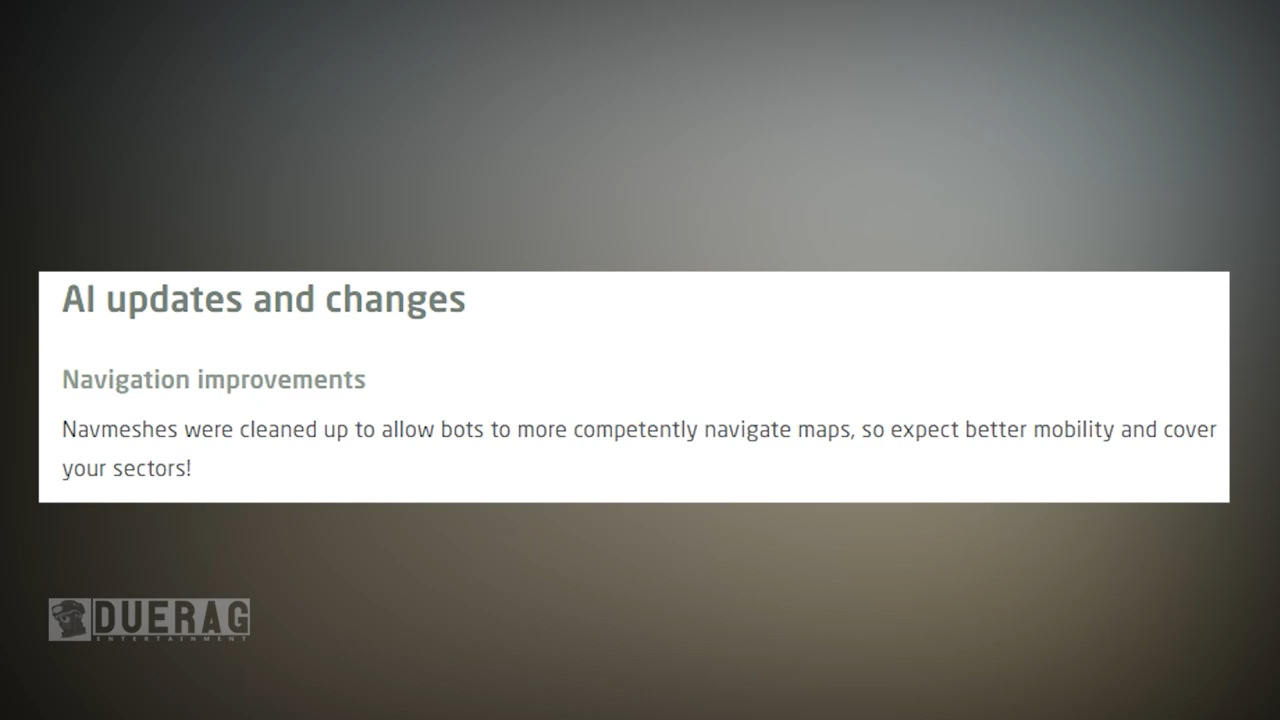 AI updates and changes
Navigation improvements
Navmeshes were cleaned up to allow bots to more competently navigate maps, so expect better mobility and cover
your sectors!
DUERAG
ENTERTAINMENT